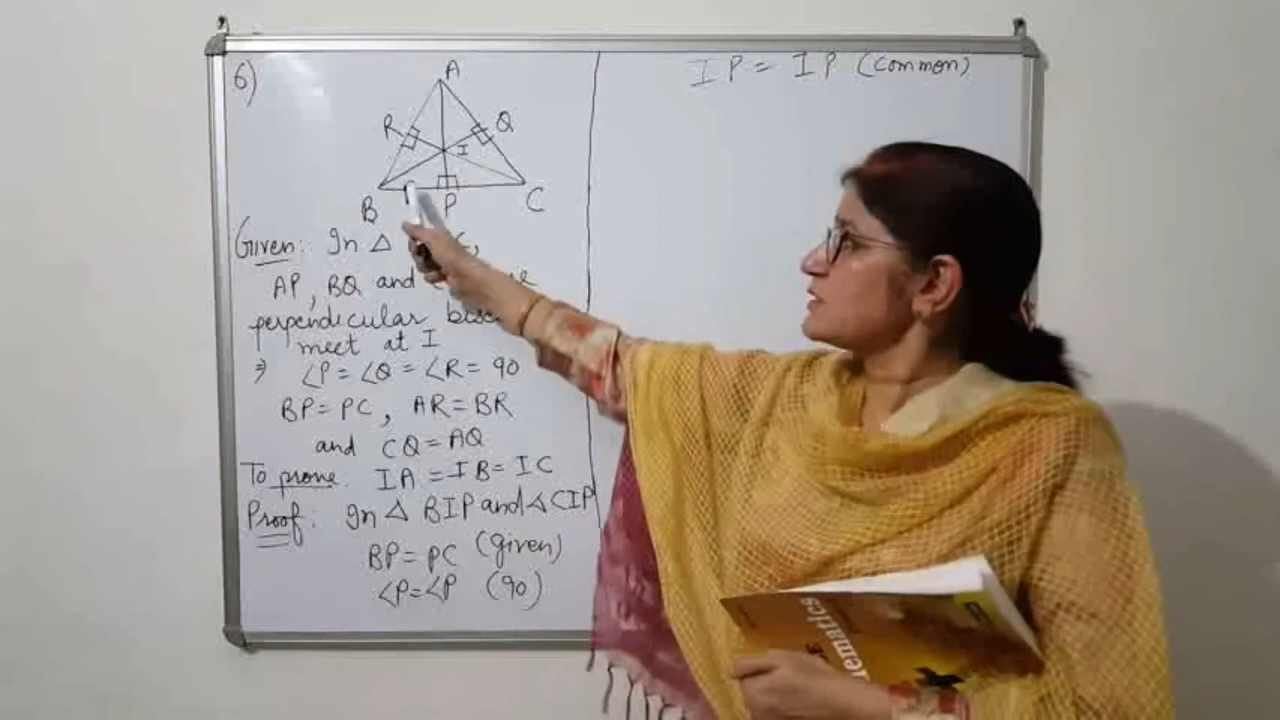 6)
A
R
Q
I
B
P
C
Given: In △
AP, BQ and
perpendicular
meet at I
⇒ ∠P = ∠Q = ∠R = 90
BP = PC, AR = BR
and CQ = AQ
To prove: IA = IB = IC
Proof: In △ BIP and △ CIP
BP = PC (given)
∠P = ∠P (90)
IP = IP (common)